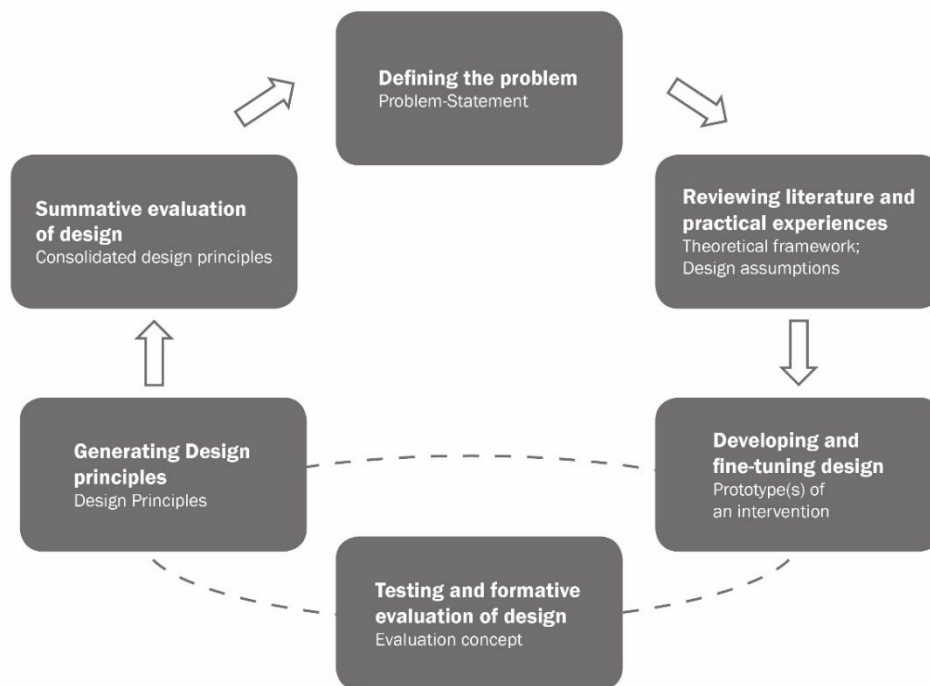 Defining the problem
Problem-Statement
Reviewing literature and
practical experiences
Theoretical framework;
Design assumptions
Developing and
fine-tuning design
Prototype(s) of
an intervention
Testing and formative
evaluation of design
Evaluation concept
Generating Design
principles
Design Principles
Summative evaluation
of design
Consolidated design principles